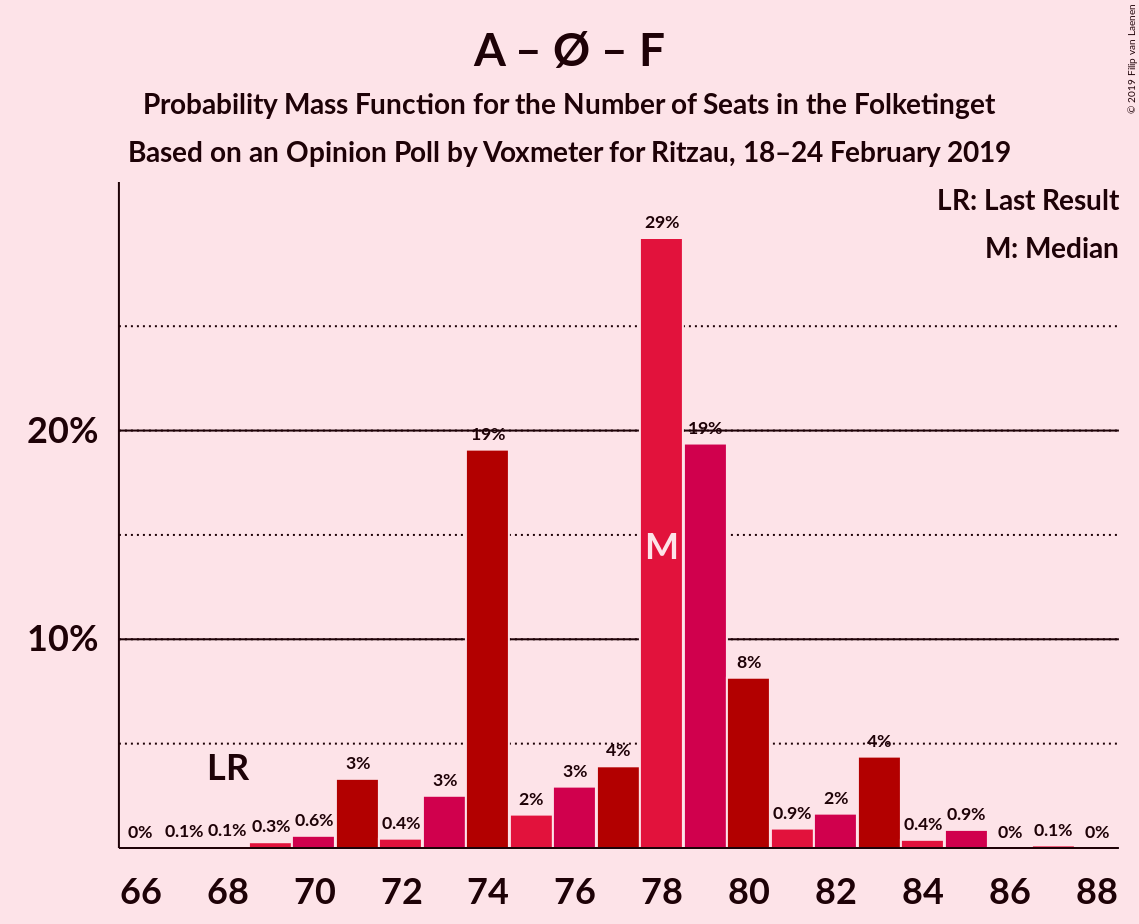 A – Ø – F
Probability Mass Function for the Number of Seats in the Folketinget
Based on an Opinion Poll by Voxmeter for Ritzau, 18–24 February 2019
© 2019 Filip van Laenen
LR: Last Result
M: Median
29%
20%
19%
19%
M
10%
8%
4%
4%
LR
3%
3%
3%
2%
2%
0%
0.1%
0.1%
0.3%
0.6%
0.4%
0.9%
0.4%
0.9%
0%
0.1%
0%
66 68 70 72 74 76 78 80 82 84 86 88